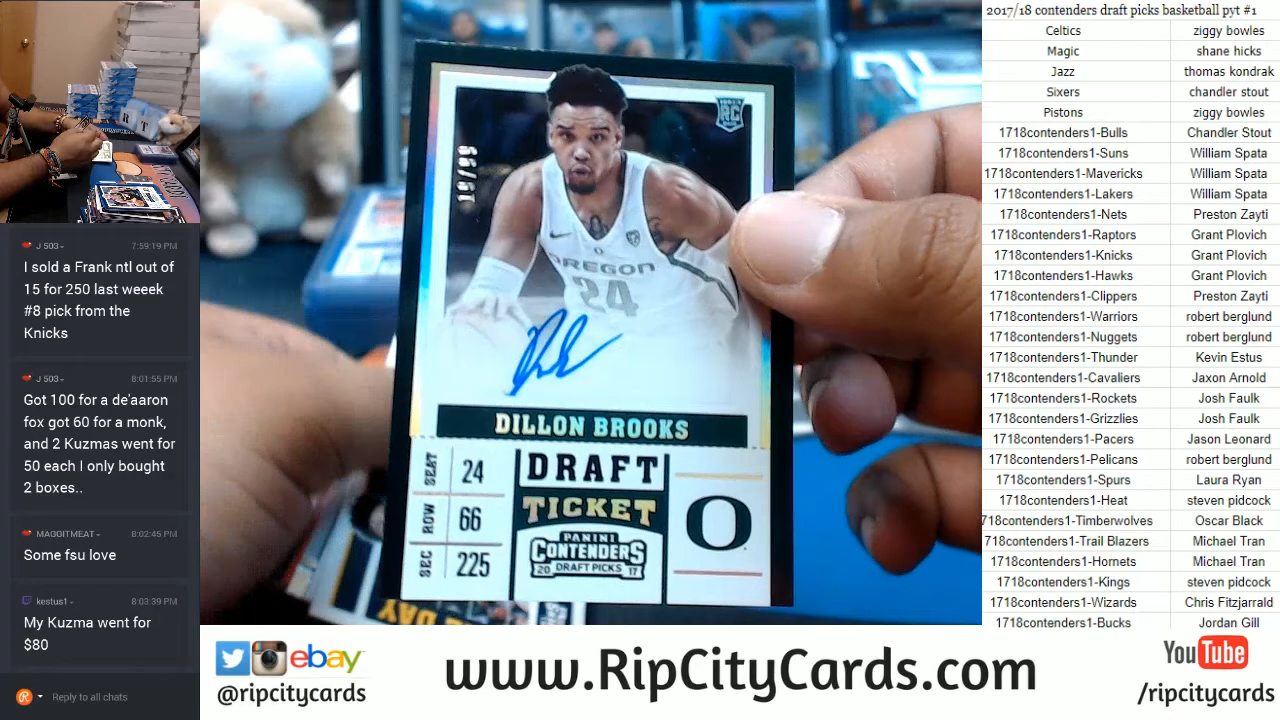 J 503 7:59:19 PM
I sold a Frank ntl out of
15 for 250 last weeek
#8 pick from the
Knicks
J 503 8:01:55 PM
Got 100 for a de'aaron
fox got 60 for a monk,
and 2 Kuzmas went for
50 each I only bought
2 boxes..
MAGGITMEAT 8:02:45 PM
Some fsu love
kestus1 8:03:39 PM
My Kuzma went for
$80
Reply to all chats
RC
OREGON
24
DILLON BROOKS
SEAT 24
ROW 66
SEC 225
DRAFT
TICKET
PANINI
CONTENDERS
20 DRAFT PICKS 17
O
DAY
2017/18 contenders draft picks basketball pyt #1
Celtics ziggy bowles
Magic shane hicks
Jazz thomas kondrak
Sixers chandler stout
Pistons ziggy bowles
1718contenders1-Bulls Chandler Stout
1718contenders1-Suns William Spata
1718contenders1-Mavericks William Spata
1718contenders1-Lakers William Spata
1718contenders1-Nets Preston Zayti
1718contenders1-Raptors Grant Plovich
1718contenders1-Knicks Grant Plovich
1718contenders1-Hawks Grant Plovich
1718contenders1-Clippers Preston Zayti
1718contenders1-Warriors robert berglund
1718contenders1-Nuggets robert berglund
1718contenders1-Thunder Kevin Estus
1718contenders1-Cavaliers Jaxon Arnold
1718contenders1-Rockets Josh Faulk
1718contenders1-Grizzlies Josh Faulk
1718contenders1-Pacers Jason Leonard
1718contenders1-Pelicans robert berglund
1718contenders1-Spurs Laura Ryan
1718contenders1-Heat steven pidcock
718contenders1-Timberwolves Oscar Black
718contenders1-Trail Blazers Michael Tran
1718contenders1-Hornets Michael Tran
1718contenders1-Kings steven pidcock
1718contenders1-Wizards Chris Fitzjarrald
1718contenders1-Bucks Jordan Gill
ebay
@ripcitycards
www.RipCityCards.com
YouTube
/ripcitycards